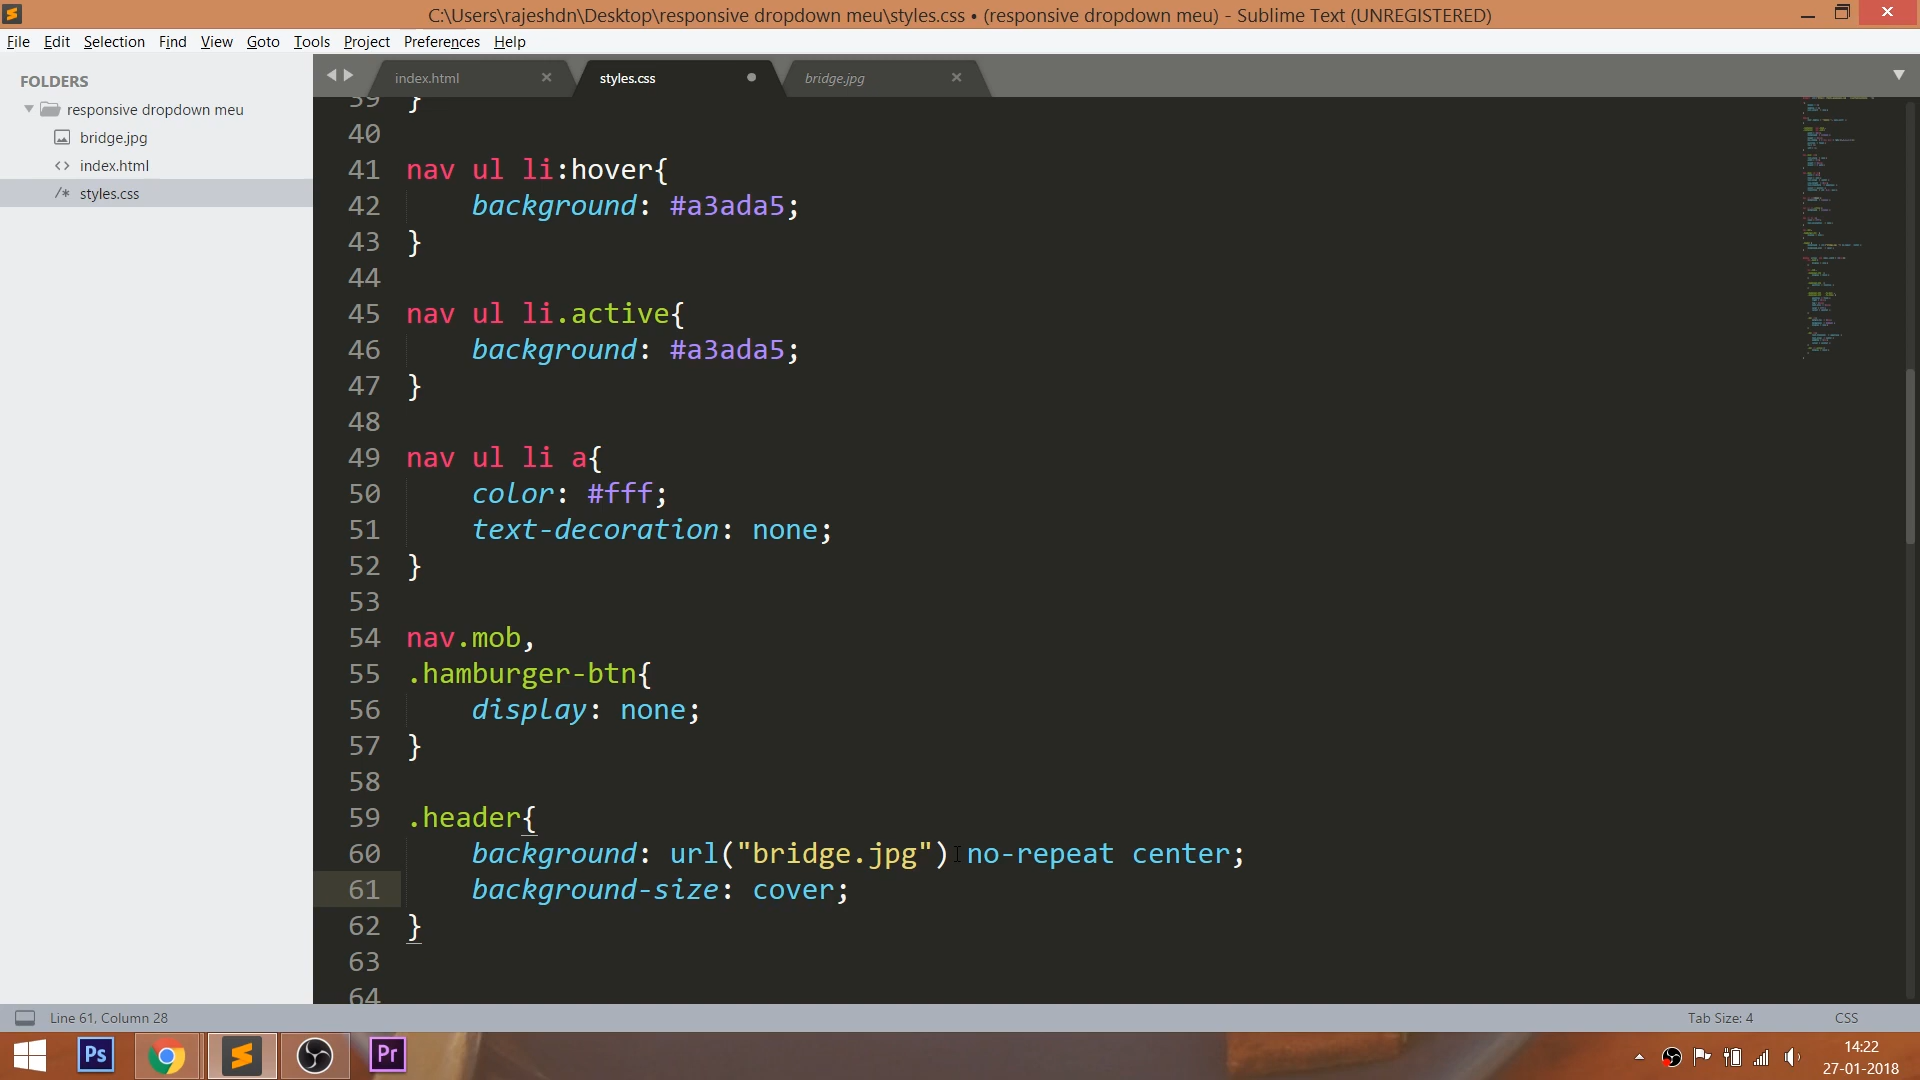 C:\Users\rajeshdn\Desktop\responsive dropdown meu\styles.css • (responsive dropdown meu) - Sublime Text (UNREGISTERED)
File Edit Selection Find View Goto Tools Project Preferences Help
FOLDERS
responsive dropdown meu
bridge.jpg
<> index.html
/* styles.css
index.html × styles.css ● bridge.jpg ×
39 }
40
41 nav ul li:hover{
42 background: #a3ada5;
43 }
44
45 nav ul li.active{
46 background: #a3ada5;
47 }
48
49 nav ul li a{
50 color: #fff;
51 text-decoration: none;
52 }
53
54 nav.mob,
55 .hamburger-btn{
56 display: none;
57 }
58
59 .header{
60 background: url("bridge.jpg") no-repeat center;
61 background-size: cover;
62 }
63
64
Line 61, Column 28
Tab Size: 4
CSS
Ps
Pr
14:22
27-01-2018